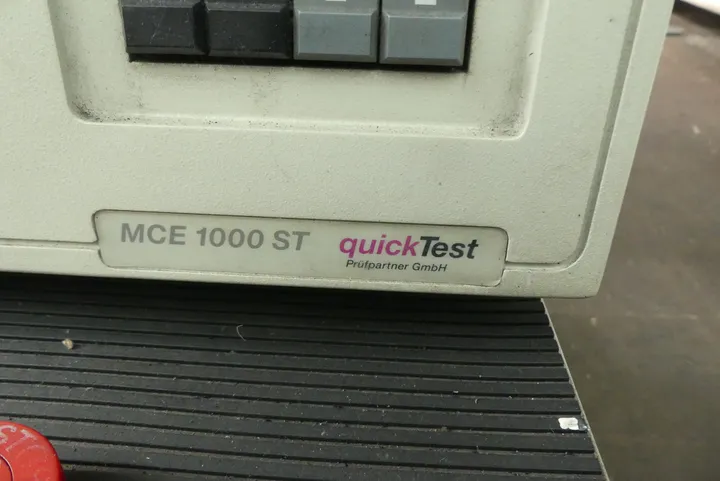 MCE 1000 ST quickTest
Prüfpartner GmbH